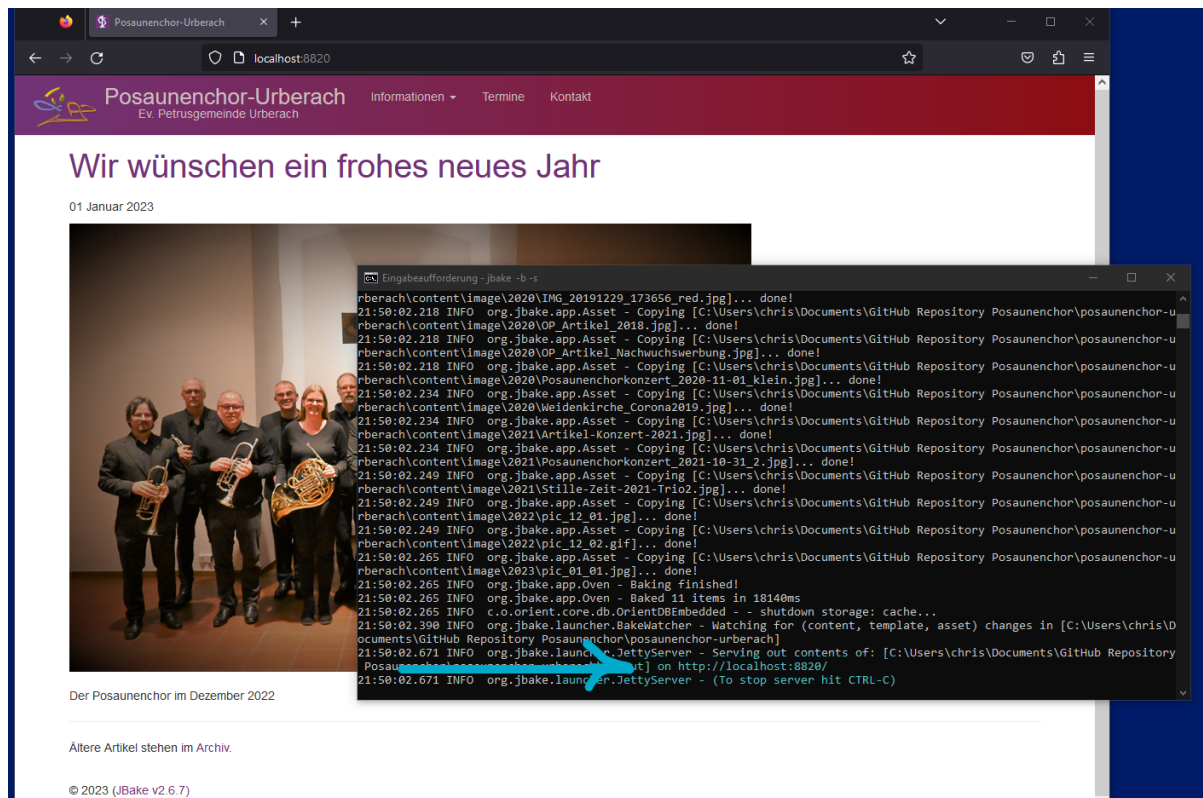 Posaunenchor-Urberach
localhost:8820
Posaunenchor-Urberach Informationen Termine Kontakt
Ev. Petrusgemeinde Urberach
Wir wünschen ein frohes neues Jahr
01 Januar 2023
Eingabeaufforderung - jbake -b -s
rberach\content\image\2020\IMG_20191229_173656_red.jpg]... done!
21:50:02.218 INFO org.jbake.app.Asset - Copying [C:\Users\chris\Documents\GitHub Repository Posaunenchor\posaunenchor-u
rberach\content\image\2020\OP_Artikel_2018.jpg]... done!
21:50:02.218 INFO org.jbake.app.Asset - Copying [C:\Users\chris\Documents\GitHub Repository Posaunenchor\posaunenchor-u
rberach\content\image\2020\OP_Artikel_Nachwuchswerbung.jpg]... done!
21:50:02.218 INFO org.jbake.app.Asset - Copying [C:\Users\chris\Documents\GitHub Repository Posaunenchor\posaunenchor-u
rberach\content\image\2020\Posaunenchorkonzert_2020-11-01_klein.jpg]... done!
21:50:02.234 INFO org.jbake.app.Asset - Copying [C:\Users\chris\Documents\GitHub Repository Posaunenchor\posaunenchor-u
rberach\content\image\2020\Weidenkirche_Corona2019.jpg]... done!
21:50:02.234 INFO org.jbake.app.Asset - Copying [C:\Users\chris\Documents\GitHub Repository Posaunenchor\posaunenchor-u
rberach\content\image\2021\Artikel-Konzert-2021.jpg]... done!
21:50:02.234 INFO org.jbake.app.Asset - Copying [C:\Users\chris\Documents\GitHub Repository Posaunenchor\posaunenchor-u
rberach\content\image\2021\Posaunenchorkonzert_2021-10-31_2.jpg]... done!
21:50:02.249 INFO org.jbake.app.Asset - Copying [C:\Users\chris\Documents\GitHub Repository Posaunenchor\posaunenchor-u
rberach\content\image\2021\Stille-Zeit-2021-Trio2.jpg]... done!
21:50:02.249 INFO org.jbake.app.Asset - Copying [C:\Users\chris\Documents\GitHub Repository Posaunenchor\posaunenchor-u
rberach\content\image\2022\pic_12_01.jpg]... done!
21:50:02.249 INFO org.jbake.app.Asset - Copying [C:\Users\chris\Documents\GitHub Repository Posaunenchor\posaunenchor-u
rberach\content\image\2022\pic_12_02.gif]... done!
21:50:02.265 INFO org.jbake.app.Asset - Copying [C:\Users\chris\Documents\GitHub Repository Posaunenchor\posaunenchor-u
rberach\content\image\2023\pic_01_01.jpg]... done!
21:50:02.265 INFO org.jbake.app.Oven - Baking finished!
21:50:02.265 INFO org.jbake.app.Oven - Baked 11 items in 18140ms
21:50:02.265 INFO c.o.orient.core.db.OrientDBEmbedded - - shutdown storage: cache...
21:50:02.390 INFO org.jbake.launcher.BakeWatcher - Watching for (content, template, asset) changes in [C:\Users\chris\D
ocuments\GitHub Repository Posaunenchor\posaunenchor-urberach]
21:50:02.671 INFO org.jbake.launcher.JettyServer - Serving out contents of: [C:\Users\chris\Documents\GitHub Repository
on http://localhost:8820/
21:50:02.671 INFO org.jbake.launcher.JettyServer - (To stop server hit CTRL-C)
Der Posaunenchor im Dezember 2022
Ältere Artikel stehen im Archiv.
© 2023 (JBake v2.6.7)